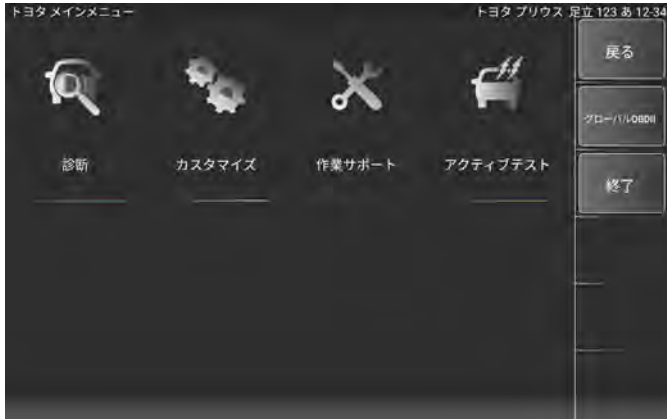 トヨタ メインメニュー
トヨタ プリウス 足立 123 あ 12-34
戻る
グローバルOBDII
終了
診断
カスタマイズ
作業サポート
アクティブテスト